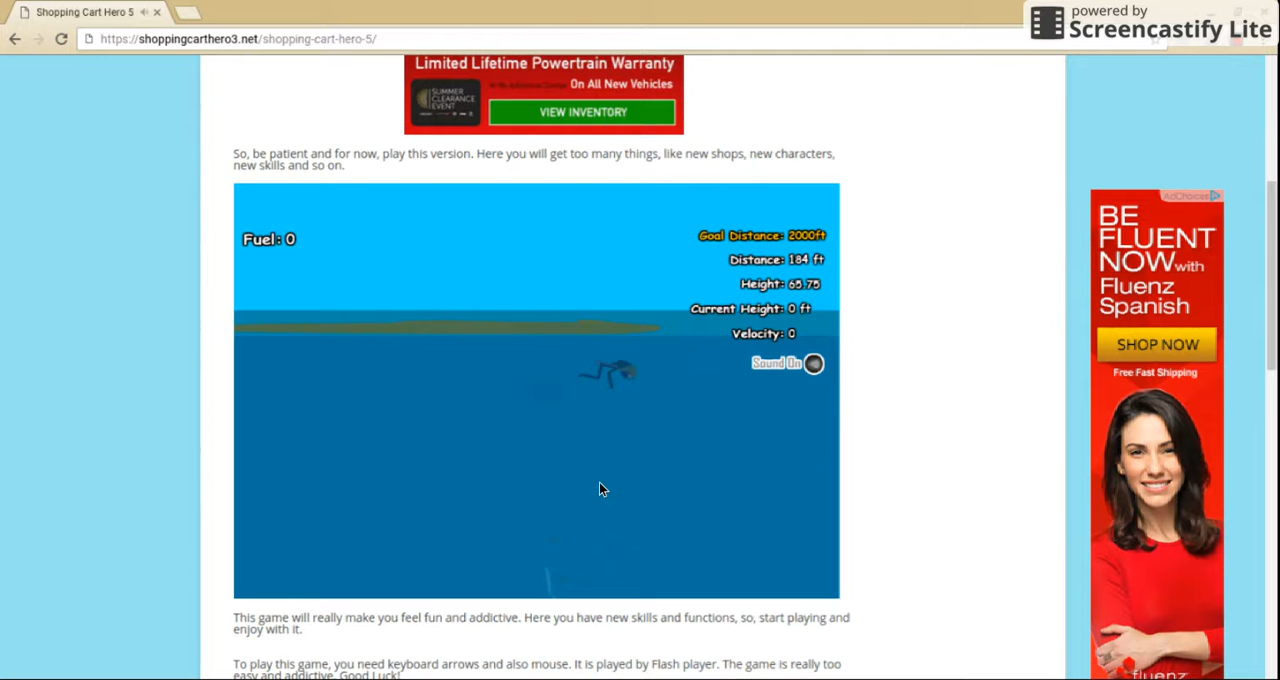 Shopping Cart Hero 5
https://shoppingcarthero3.net/shopping-cart-hero-5/
powered by
Screencastify Lite
Limited Lifetime Powertrain Warranty
On All New Vehicles
SUMMER
CLEARANCE
EVENT
VIEW INVENTORY
So, be patient and for now, play this version. Here you will get too many things, like new shops, new characters,
new skills and so on.
Fuel: 0
Goal Distance: 2000ft
Distance: 184 ft
Height: 65.75
Current Height: 0 ft
Velocity: 0
Sound On
This game will really make you feel fun and addictive. Here you have new skills and functions, so, start playing and
enjoy with it.
To play this game, you need keyboard arrows and also mouse. It is played by Flash player. The game is really too
easy and addictive. Good Luck!
AdChoices
BE
FLUENT
NOW with
Fluenz
Spanish
SHOP NOW
Free Fast Shipping
fluenz